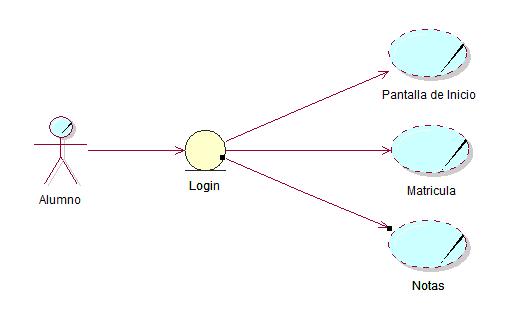 Pantalla de Inicio
Alumno
Login
Matricula
Notas